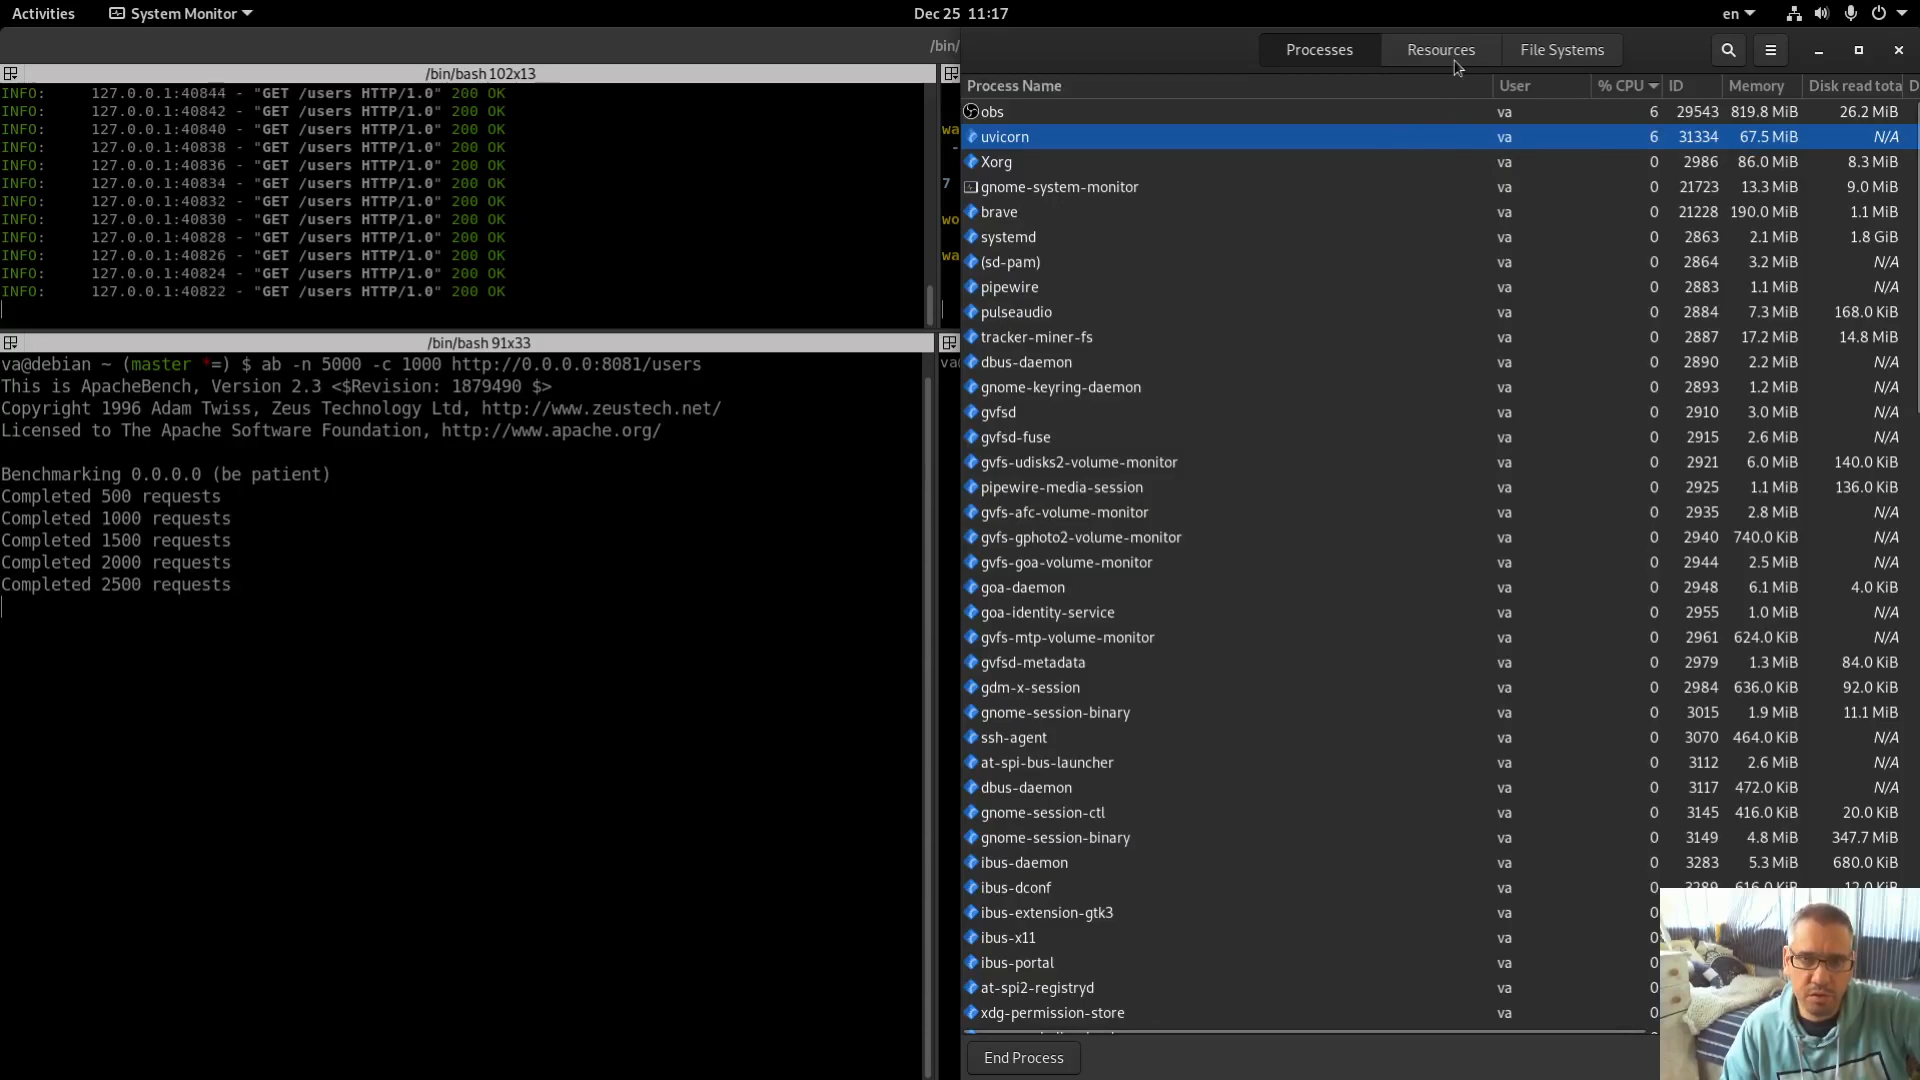 Activities System Monitor Dec 25 11:17 en
/bin/
/bin/bash 102x13
INFO: 127.0.0.1:40844 - "GET /users HTTP/1.0" 200 OK
INFO: 127.0.0.1:40842 - "GET /users HTTP/1.0" 200 OK
INFO: 127.0.0.1:40840 - "GET /users HTTP/1.0" 200 OK
INFO: 127.0.0.1:40838 - "GET /users HTTP/1.0" 200 OK
INFO: 127.0.0.1:40836 - "GET /users HTTP/1.0" 200 OK
INFO: 127.0.0.1:40834 - "GET /users HTTP/1.0" 200 OK
INFO: 127.0.0.1:40832 - "GET /users HTTP/1.0" 200 OK
INFO: 127.0.0.1:40830 - "GET /users HTTP/1.0" 200 OK
INFO: 127.0.0.1:40828 - "GET /users HTTP/1.0" 200 OK
INFO: 127.0.0.1:40826 - "GET /users HTTP/1.0" 200 OK
INFO: 127.0.0.1:40824 - "GET /users HTTP/1.0" 200 OK
INFO: 127.0.0.1:40822 - "GET /users HTTP/1.0" 200 OK
wa
-
7
wo
wa
/bin/bash 91x33
va@debian ~ (master *=) $ ab -n 5000 -c 1000 http://0.0.0.0:8081/users
This is ApacheBench, Version 2.3 <$Revision: 1879490 $>
Copyright 1996 Adam Twiss, Zeus Technology Ltd, http://www.zeustech.net/
Licensed to The Apache Software Foundation, http://www.apache.org/
Benchmarking 0.0.0.0 (be patient)
Completed 500 requests
Completed 1000 requests
Completed 1500 requests
Completed 2000 requests
Completed 2500 requests
va
Processes Resources File Systems
Process Name User % CPU ID Memory Disk read tota D
obs va 6 29543 819.8 MiB 26.2 MiB
uvicorn va 6 31334 67.5 MiB N/A
Xorg va 0 2986 86.0 MiB 8.3 MiB
gnome-system-monitor va 0 21723 13.3 MiB 9.0 MiB
brave va 0 21228 190.0 MiB 1.1 MiB
systemd va 0 2863 2.1 MiB 1.8 GiB
(sd-pam) va 0 2864 3.2 MiB N/A
pipewire va 0 2883 1.1 MiB N/A
pulseaudio va 0 2884 7.3 MiB 168.0 KiB
tracker-miner-fs va 0 2887 17.2 MiB 14.8 MiB
dbus-daemon va 0 2890 2.2 MiB N/A
gnome-keyring-daemon va 0 2893 1.2 MiB N/A
gvfsd va 0 2910 3.0 MiB N/A
gvfsd-fuse va 0 2915 2.6 MiB N/A
gvfs-udisks2-volume-monitor va 0 2921 6.0 MiB 140.0 KiB
pipewire-media-session va 0 2925 1.1 MiB 136.0 KiB
gvfs-afc-volume-monitor va 0 2935 2.8 MiB N/A
gvfs-gphoto2-volume-monitor va 0 2940 740.0 KiB N/A
gvfs-goa-volume-monitor va 0 2944 2.5 MiB N/A
goa-daemon va 0 2948 6.1 MiB 4.0 KiB
goa-identity-service va 0 2955 1.0 MiB N/A
gvfs-mtp-volume-monitor va 0 2961 624.0 KiB N/A
gvfsd-metadata va 0 2979 1.3 MiB 84.0 KiB
gdm-x-session va 0 2984 636.0 KiB 92.0 KiB
gnome-session-binary va 0 3015 1.9 MiB 11.1 MiB
ssh-agent va 0 3070 464.0 KiB N/A
at-spi-bus-launcher va 0 3112 2.6 MiB N/A
dbus-daemon va 0 3117 472.0 KiB N/A
gnome-session-ctl va 0 3145 416.0 KiB 20.0 KiB
gnome-session-binary va 0 3149 4.8 MiB 347.7 MiB
ibus-daemon va 0 3283 5.3 MiB 680.0 KiB
ibus-dconf va 0 3289 616.0 KiB 12.0 KiB
ibus-extension-gtk3 va 0
ibus-x11 va 0
ibus-portal va 0
at-spi2-registryd va 0
xdg-permission-store va 0
End Process